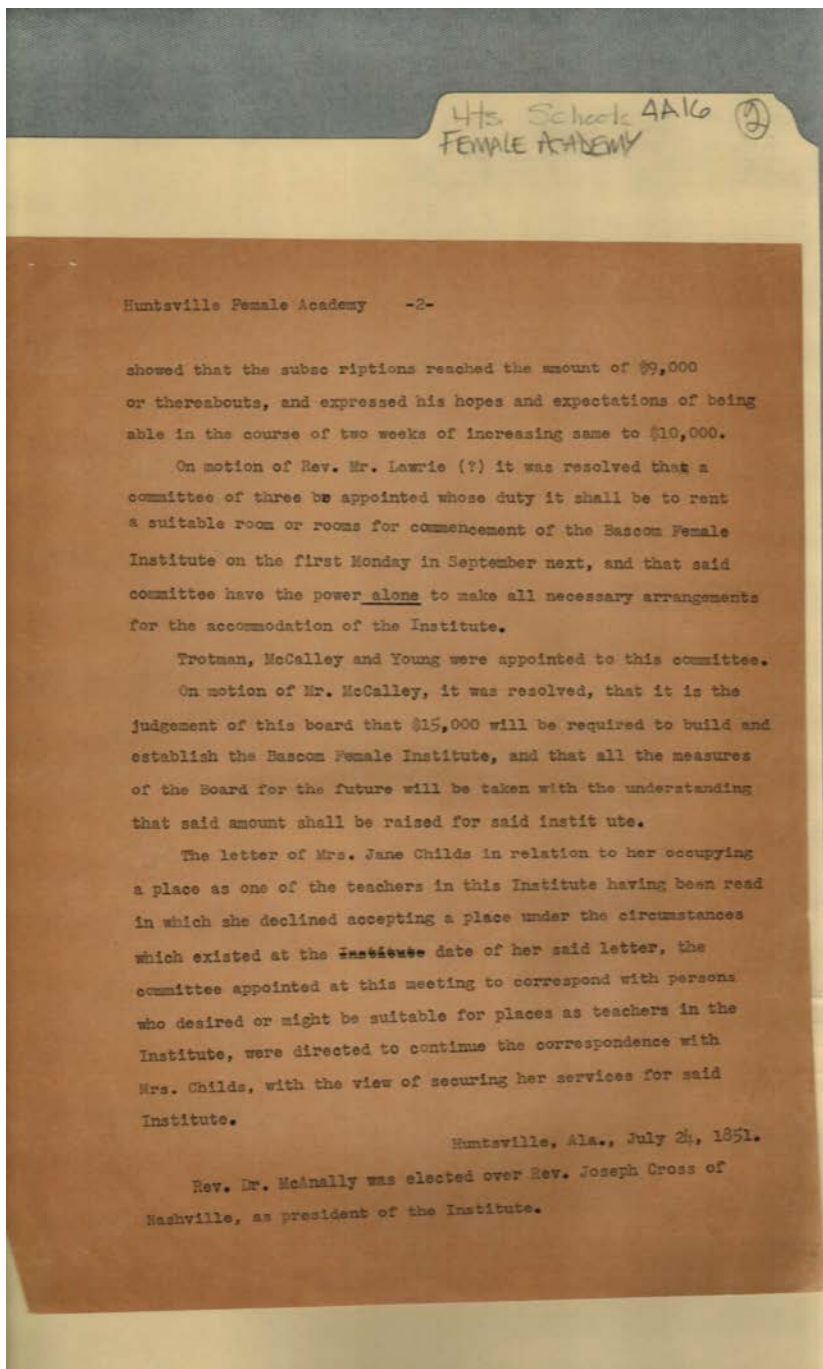 Hts Schools 4A16 2
FEMALE ACADEMY
Huntsville Female Academy -2-
showed that the subsc riptions reached the amount of $9,000
or thereabouts, and expressed his hopes and expectations of being
able in the course of two weeks of increasing same to $10,000.
On motion of Rev. Mr. Lawrie (?) it was resolved that a
committee of three be appointed whose duty it shall be to rent
a suitable room or rooms for commencement of the Bascom Female
Institute on the first Monday in September next, and that said
committee have the power alone to make all necessary arrangements
for the accommodation of the Institute.
Trotman, McCalley and Young were appointed to this committee.
On motion of Mr. McCalley, it was resolved, that it is the
judgement of this board that $15,000 will be required to build and
establish the Bascom Female Institute, and that all the measures
of the Board for the future will be taken with the understanding
that said amount shall be raised for said instit ute.
The letter of Mrs. Jane Childs in relation to her occupying
a place as one of the teachers in this Institute having been read
in which she declined accepting a place under the circumstances
which existed at the Institute date of her said letter, the
committee appointed at this meeting to correspond with persons
who desired or might be suitable for places as teachers in the
Institute, were directed to continue the correspondence with
Mrs. Childs, with the view of securing her services for said
Institute.
Huntsville, Ala., July 24, 1851.
Rev. Dr. McAnally was elected over Rev. Joseph Cross of
Nashville, as president of the Institute.